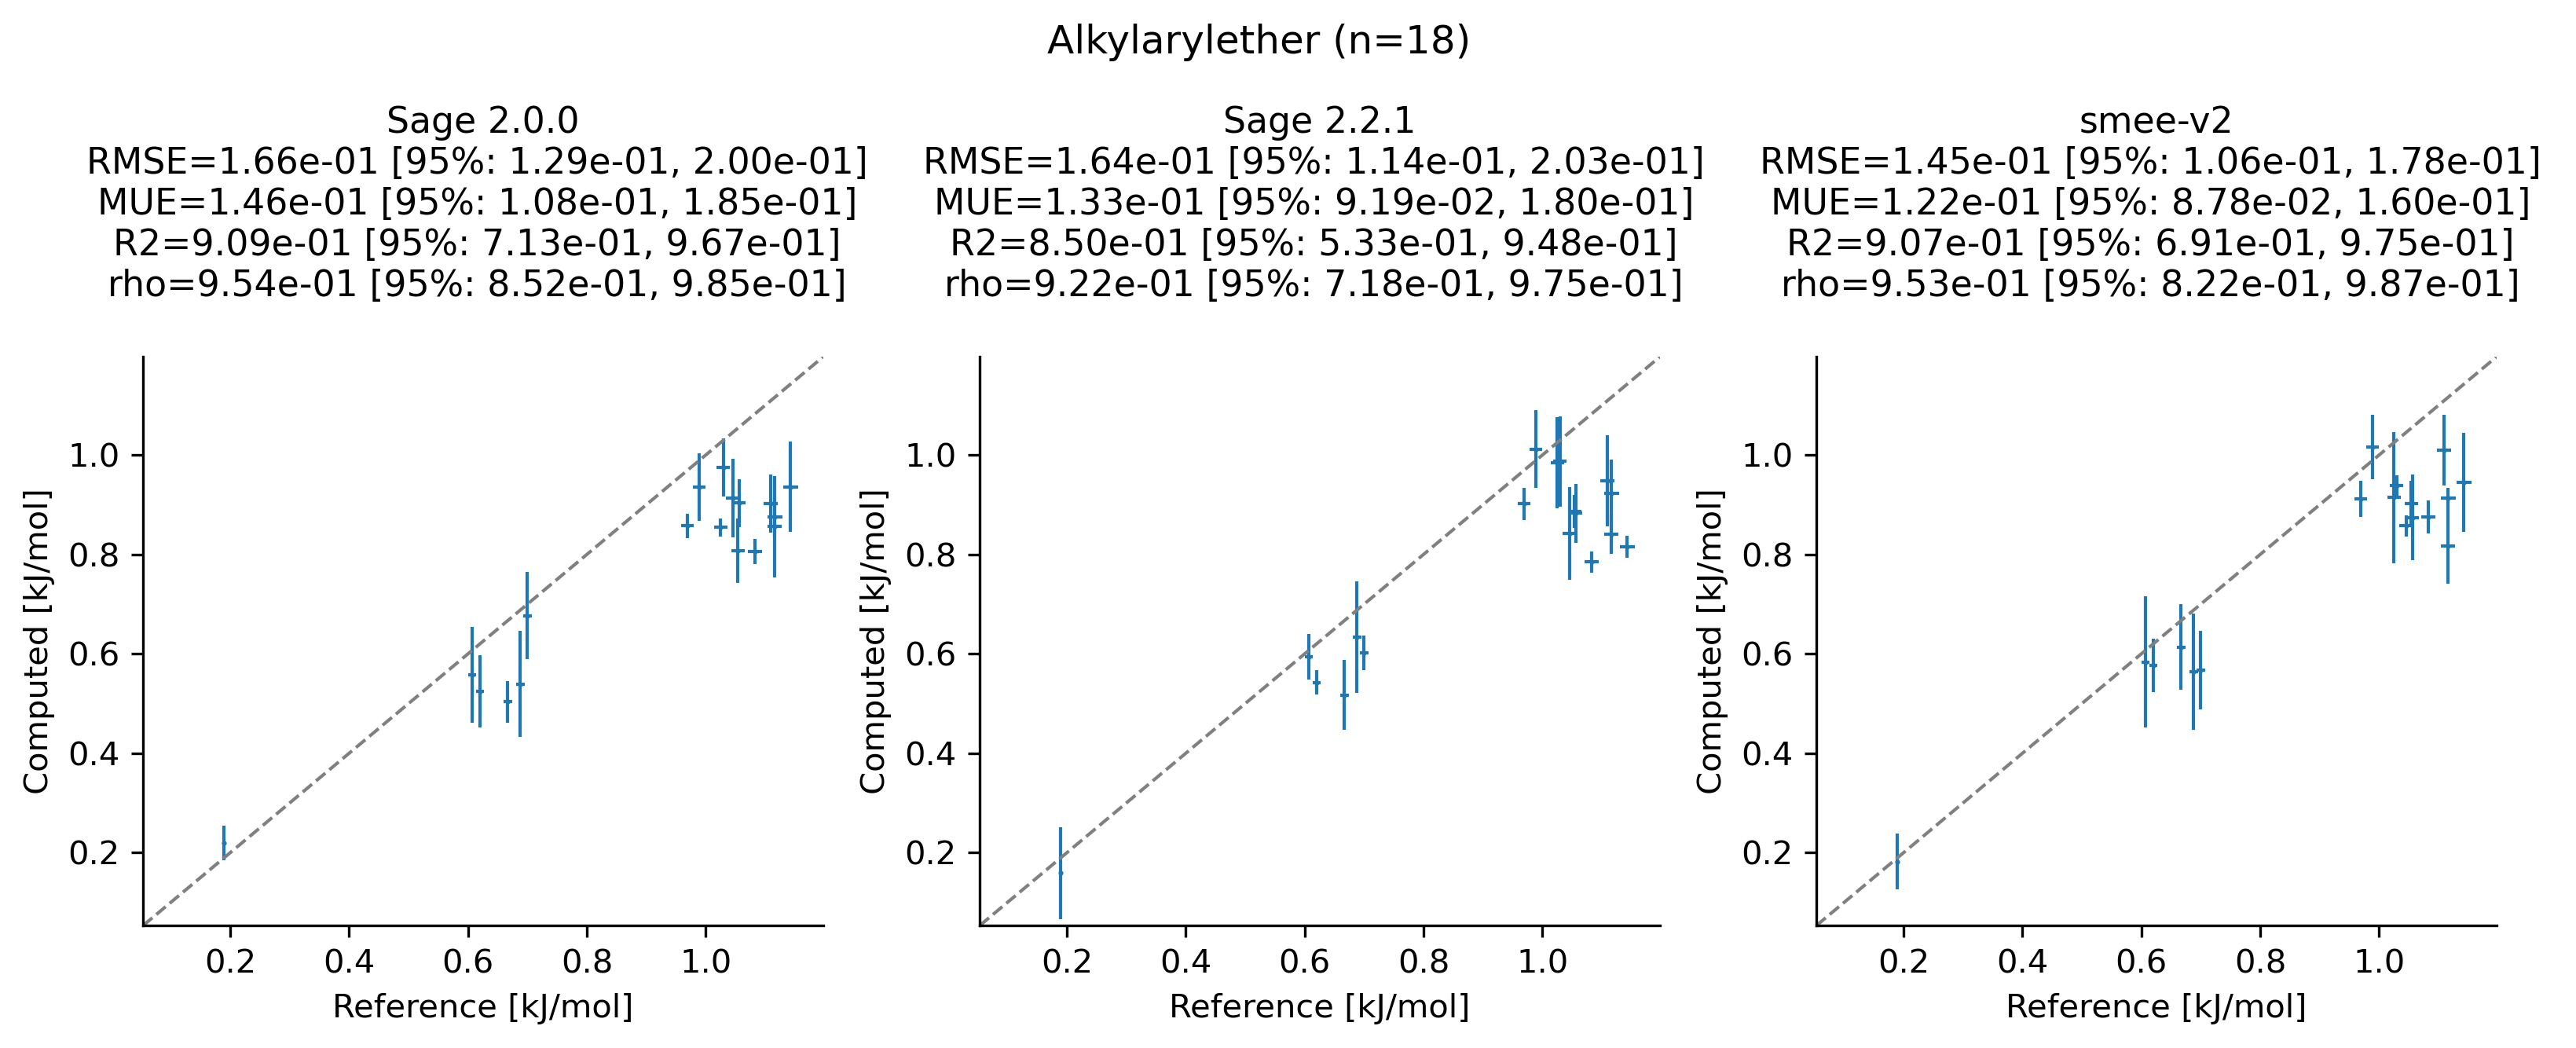 Alkylarylether (n=18)
Sage 2.0.0
RMSE=1.66e-01 [95%: 1.29e-01, 2.00e-01]
MUE=1.46e-01 [95%: 1.08e-01, 1.85e-01]
R2=9.09e-01 [95%: 7.13e-01, 9.67e-01]
rho=9.54e-01 [95%: 8.52e-01, 9.85e-01]
Computed [kJ/mol]
1.0
0.8
0.6
0.4
0.2
0.2 0.4 0.6 0.8 1.0
Reference [kJ/mol]
Sage 2.2.1
RMSE=1.64e-01 [95%: 1.14e-01, 2.03e-01]
MUE=1.33e-01 [95%: 9.19e-02, 1.80e-01]
R2=8.50e-01 [95%: 5.33e-01, 9.48e-01]
rho=9.22e-01 [95%: 7.18e-01, 9.75e-01]
Computed [kJ/mol]
1.0
0.8
0.6
0.4
0.2
0.2 0.4 0.6 0.8 1.0
Reference [kJ/mol]
smee-v2
RMSE=1.45e-01 [95%: 1.06e-01, 1.78e-01]
MUE=1.22e-01 [95%: 8.78e-02, 1.60e-01]
R2=9.07e-01 [95%: 6.91e-01, 9.75e-01]
rho=9.53e-01 [95%: 8.22e-01, 9.87e-01]
Computed [kJ/mol]
1.0
0.8
0.6
0.4
0.2
0.2 0.4 0.6 0.8 1.0
Reference [kJ/mol]